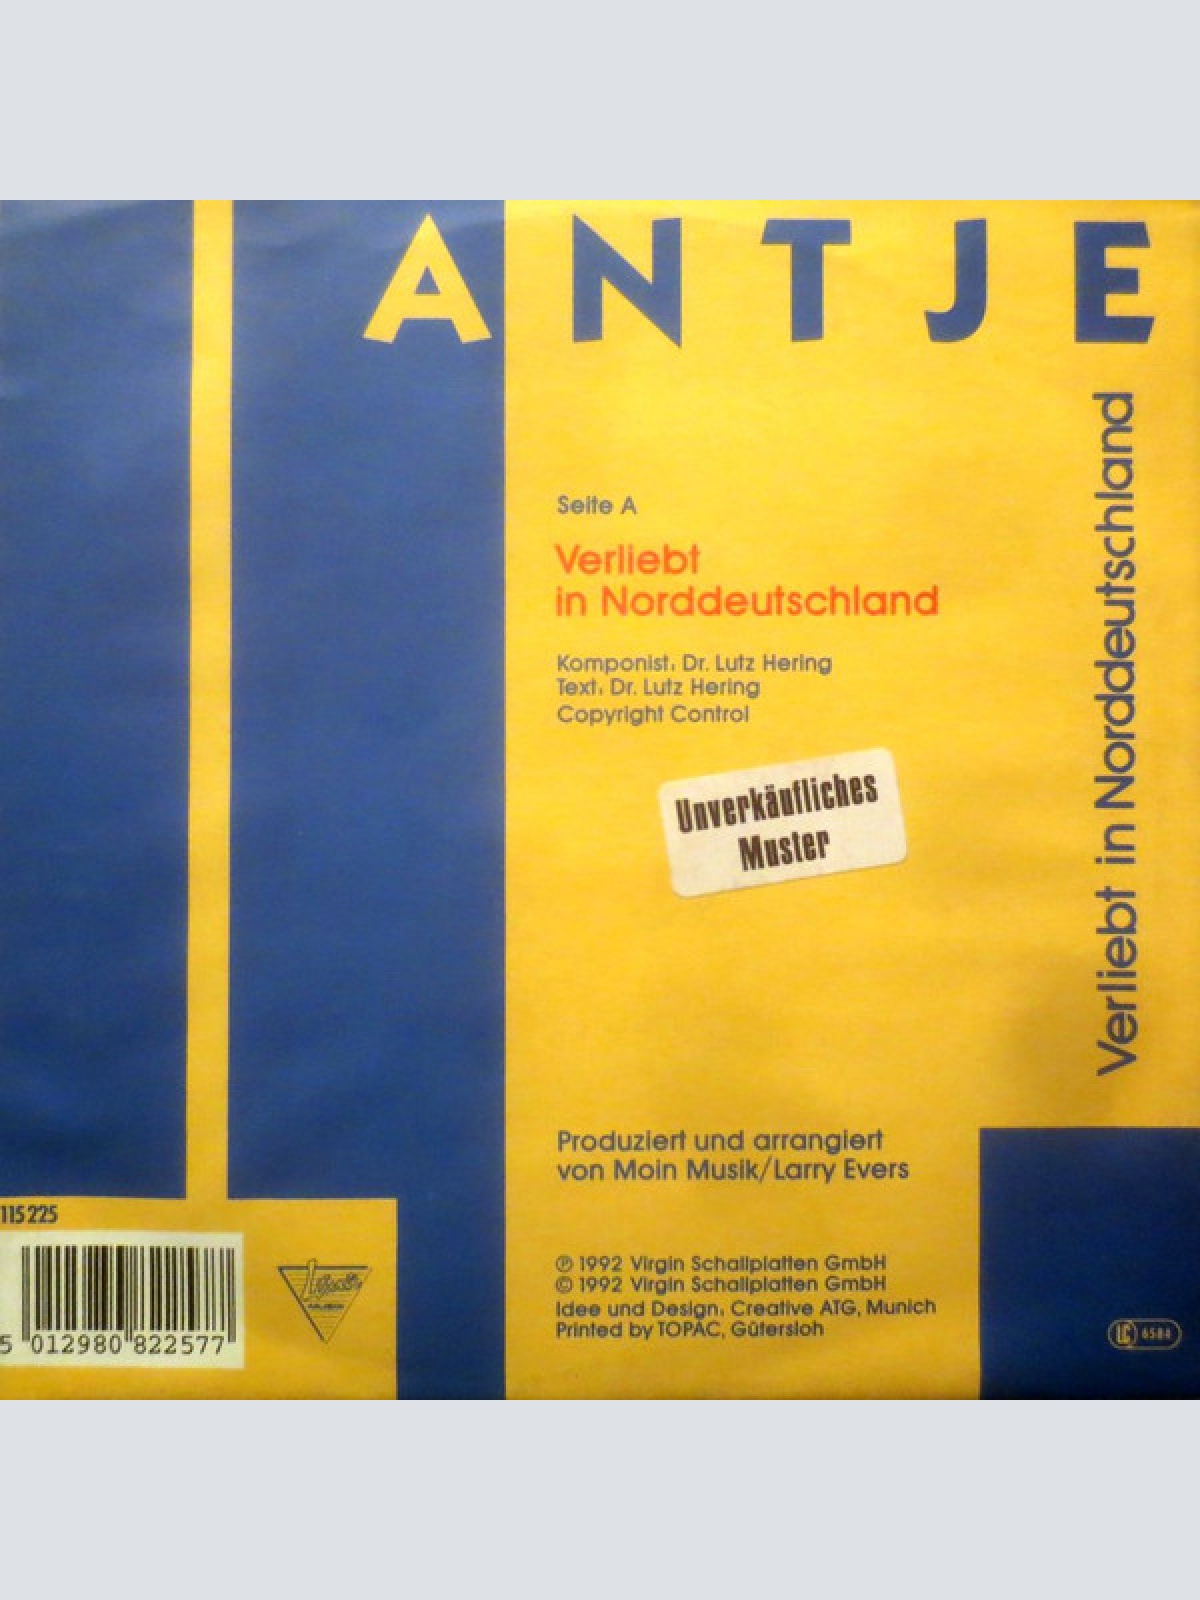 ANTJE
Verliebt in Norddeutschland
Seite A
Verliebt
in Norddeutschland
Komponist: Dr. Lutz Hering
Text: Dr. Lutz Hering
Copyright Control
Unverkäufliches
Muster
Produziert und arrangiert
von Moin Musik/Larry Evers
115 225
5 012980 822577
MUSIK
℗ 1992 Virgin Schallplatten GmbH
© 1992 Virgin Schallplatten GmbH
Idee und Design: Creative ATG, Munich
Printed by TOPAC, Gütersloh
LC 6584